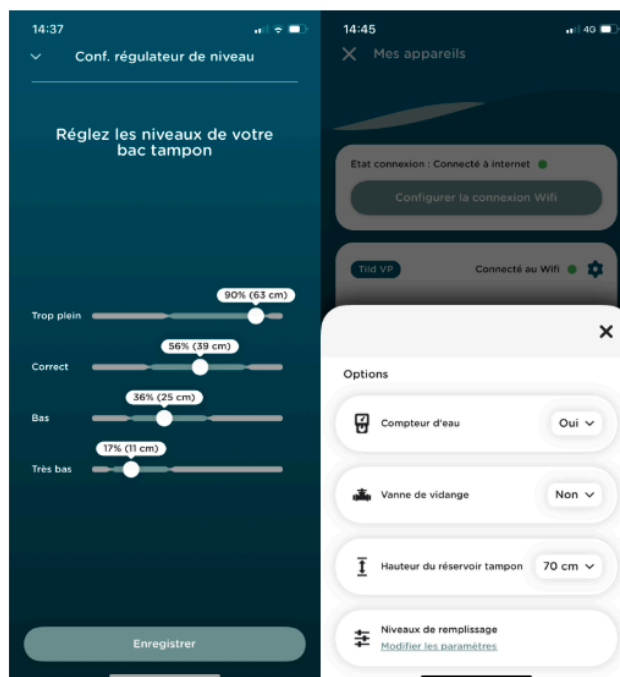 14:37
Conf. régulateur de niveau
Réglez les niveaux de votre
bac tampon
90% (63 cm)
Trop plein
56% (39 cm)
Correct
36% (25 cm)
Bas
17% (11 cm)
Très bas
Enregistrer
14:45
4G
Mes appareils
Etat connexion : Connecté à internet
Configurer la connexion Wifi
Tild VP
Connecté au Wifi
Options
Compteur d'eau
Oui
Vanne de vidange
Non
Hauteur du réservoir tampon
70 cm
Niveaux de remplissage
Modifier les paramètres